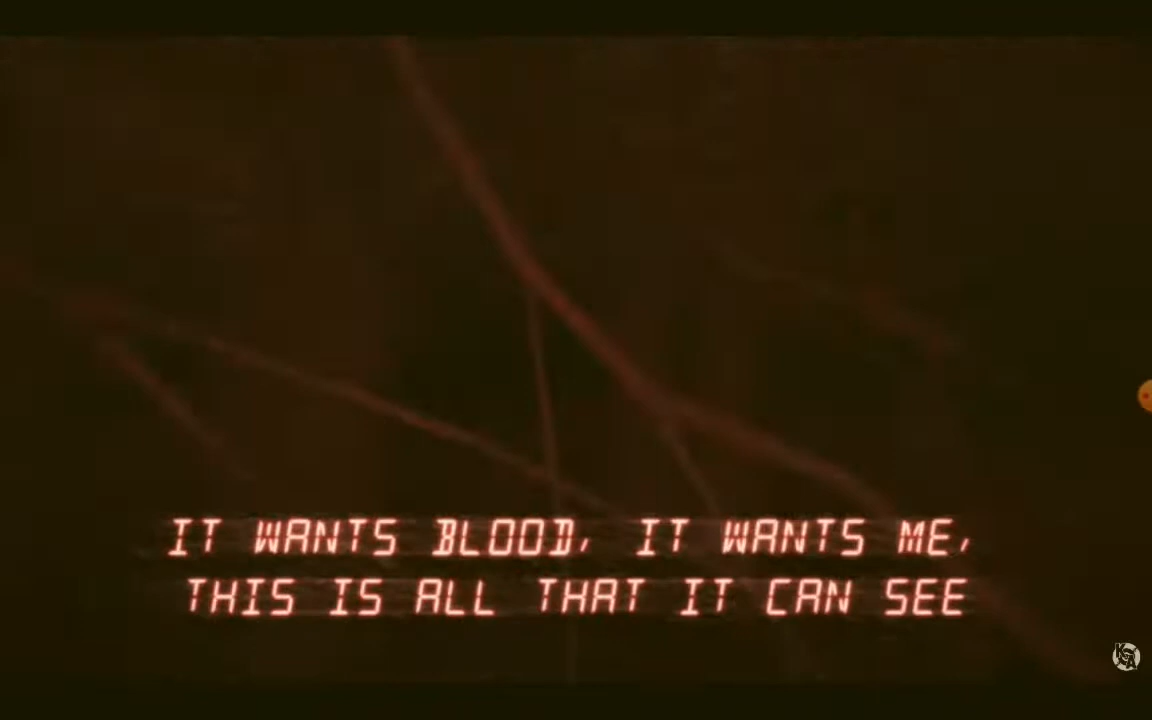 IT WANTS BLOOD, IT WANTS ME,
THIS IS ALL THAT IT CAN SEE